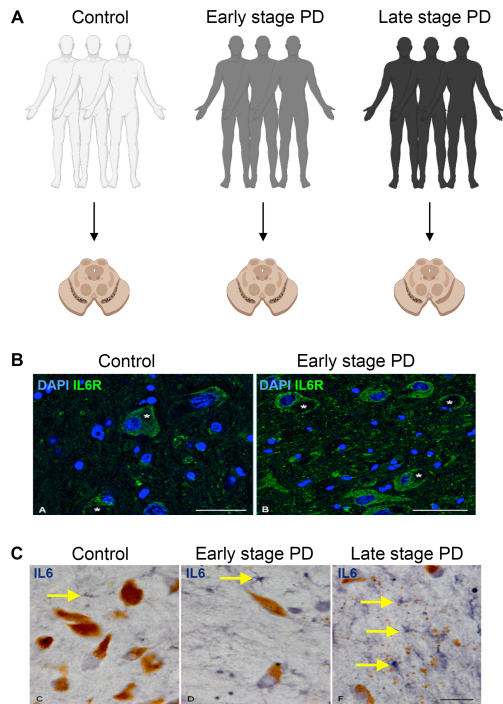 A Control Early stage PD Late stage PD
B Control Early stage PD
DAPI IL6R DAPI IL6R
* * * * *
A B
C Control Early stage PD Late stage PD
IL6 IL6 IL6
C D F